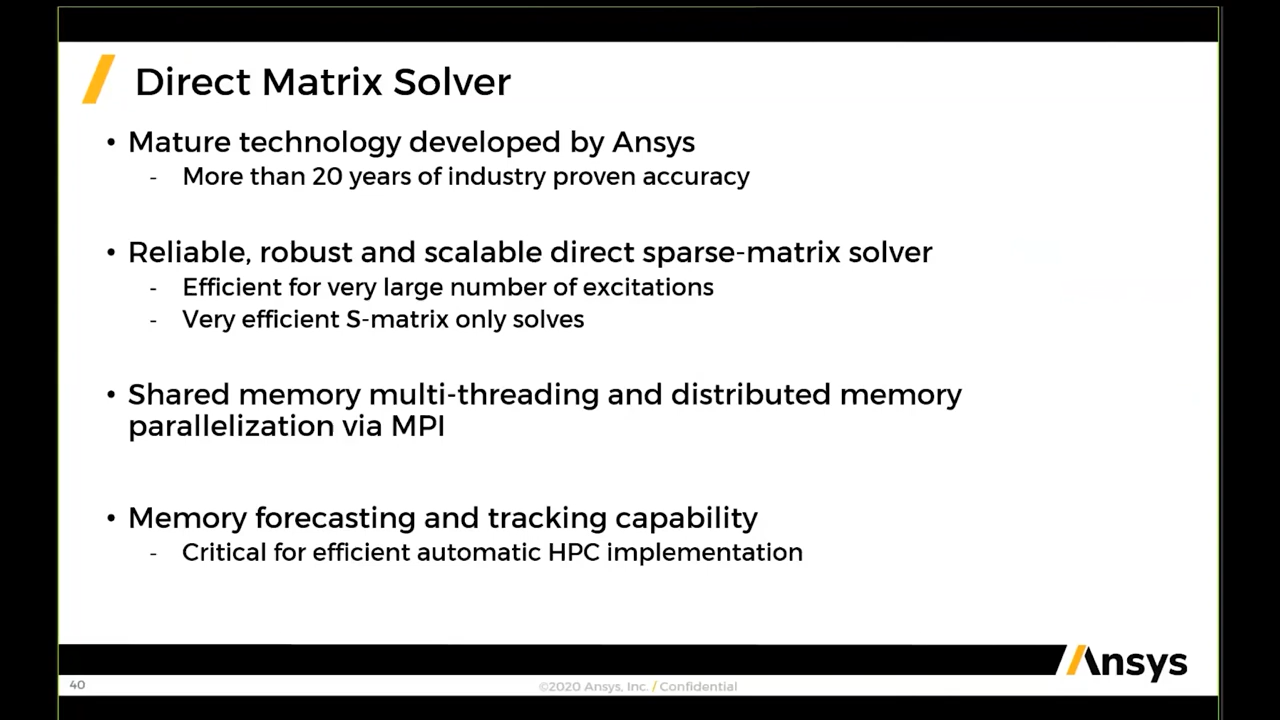 Direct Matrix Solver
• Mature technology developed by Ansys
- More than 20 years of industry proven accuracy
• Reliable, robust and scalable direct sparse-matrix solver
- Efficient for very large number of excitations
- Very efficient S-matrix only solves
• Shared memory multi-threading and distributed memory
parallelization via MPI
• Memory forecasting and tracking capability
- Critical for efficient automatic HPC implementation
Ansys
40
©2020 Ansys, Inc. / Confidential